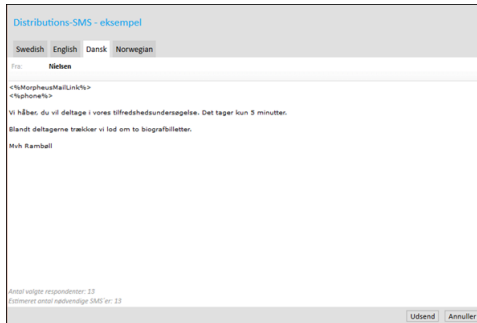 Distributions-SMS - eksempel
Swedish English Dansk Norwegian
Fra: Nielsen
<%MorpheusMailLink%>
<%phone%>
Vi håber, du vil deltage i vores tilfredshedsundersøgelse. Det tager kun 5 minutter.
Blandt deltagerne trækker vi lod om to biografbilletter.
Mvh Rambøll
Antal valgte respondenter: 13
Estimeret antal nødvendige SMS´er: 13
Udsend Annuller